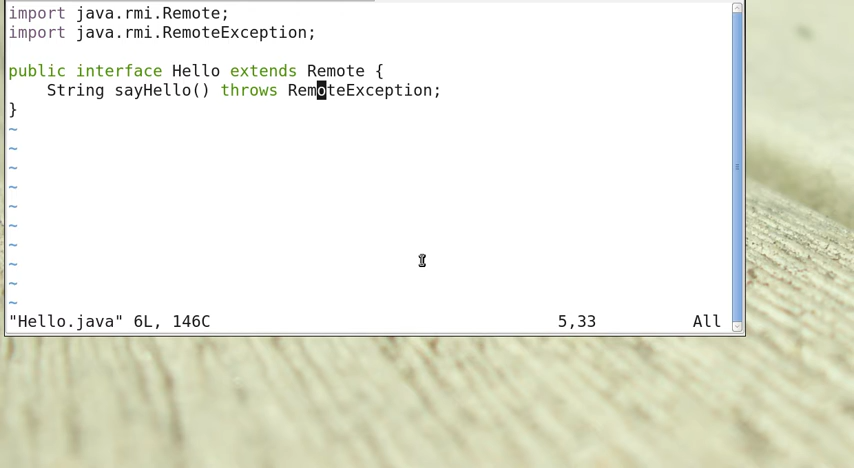 import java.rmi.Remote;
import java.rmi.RemoteException;
public interface Hello extends Remote {
    String sayHello() throws RemoteException;
}
~
~
~
~
~
~
~
~
~
~
"Hello.java" 6L, 146C 5,33 All